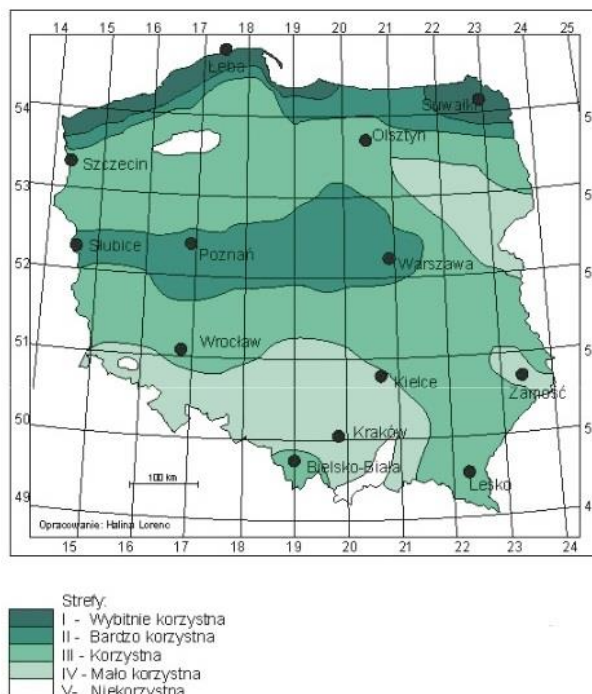 14 15 16 17 18 19 20 21 22 23 24 25
Łeba
54
Suwałki
Olsztyn
Szczecin
53
Słubice
Poznań
52
Warszawa
Wrocław
51
Kielce
Zamość
50
Kraków
Bielsko-Biała
Lesko
100 km
49
Opracowanie: Halina Lorenc
15 16 17 18 19 20 21 22 23 24
Strefy:
I - Wybitnie korzystna
II - Bardzo korzystna
III - Korzystna
IV - Mało korzystna
V- Niekorzystna